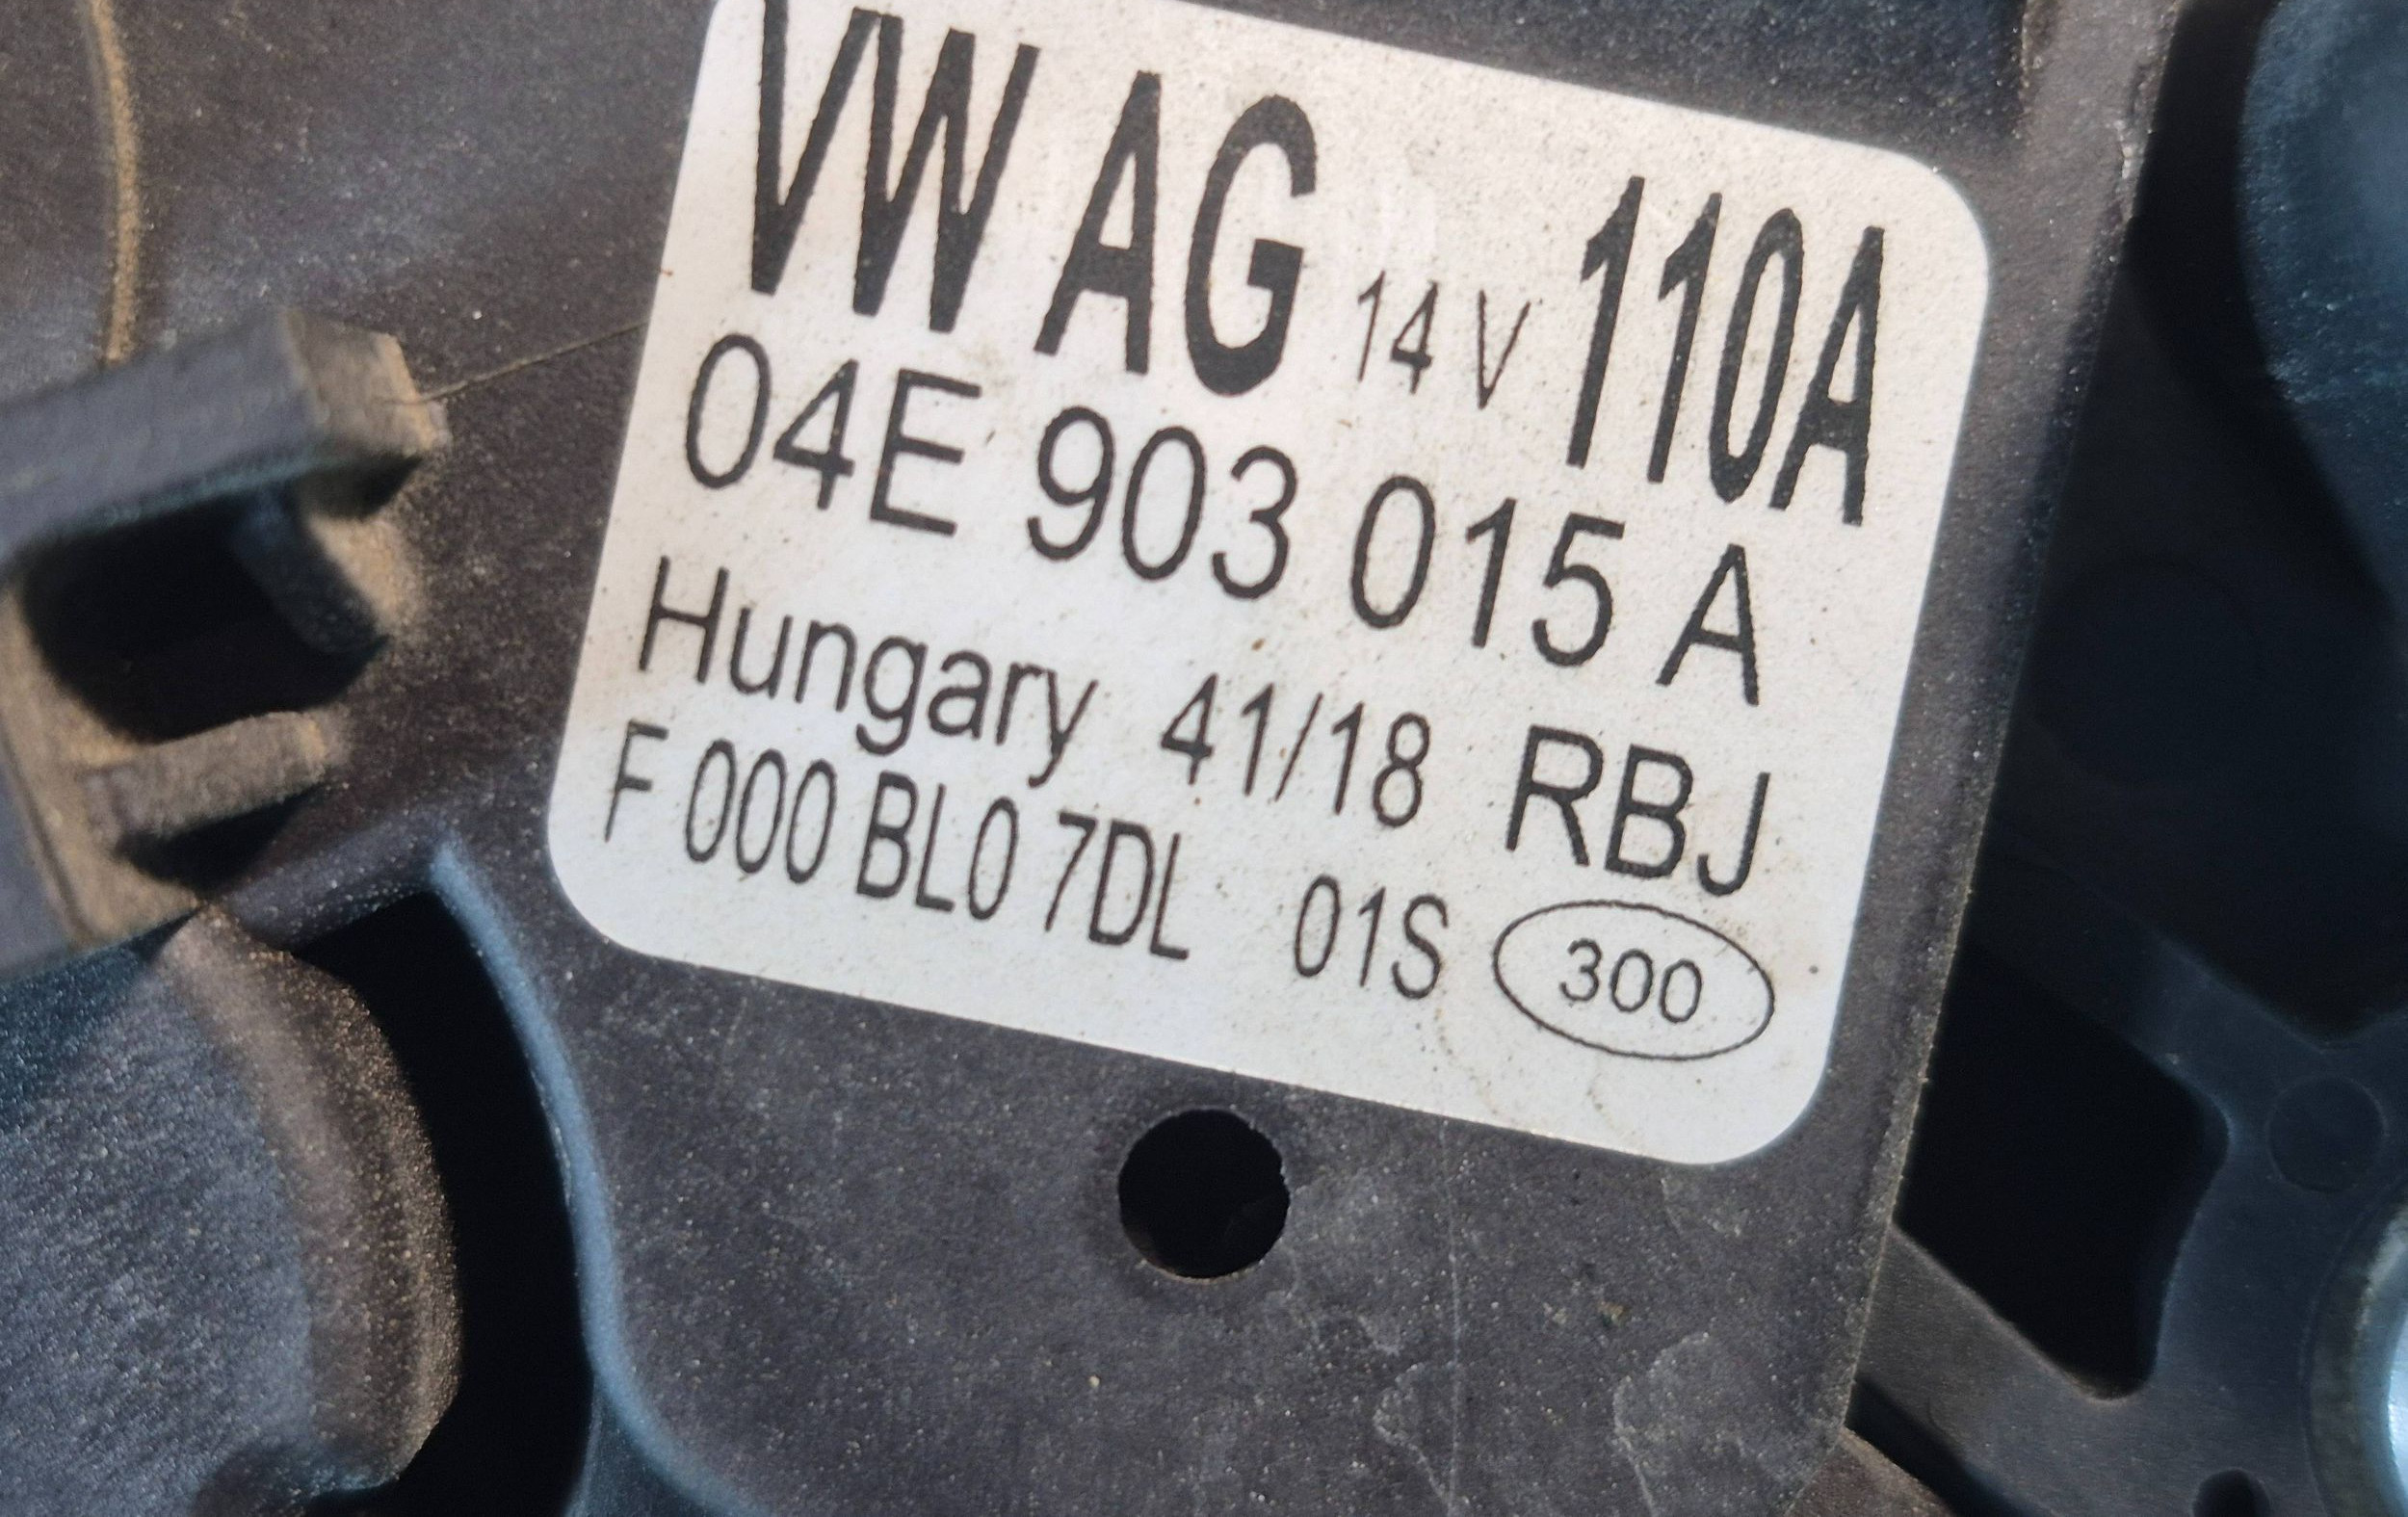 VW AG 14 V 110A
04E 903 015 A
Hungary 41/18 RBJ
F 000 BL0 7DL 01S 300